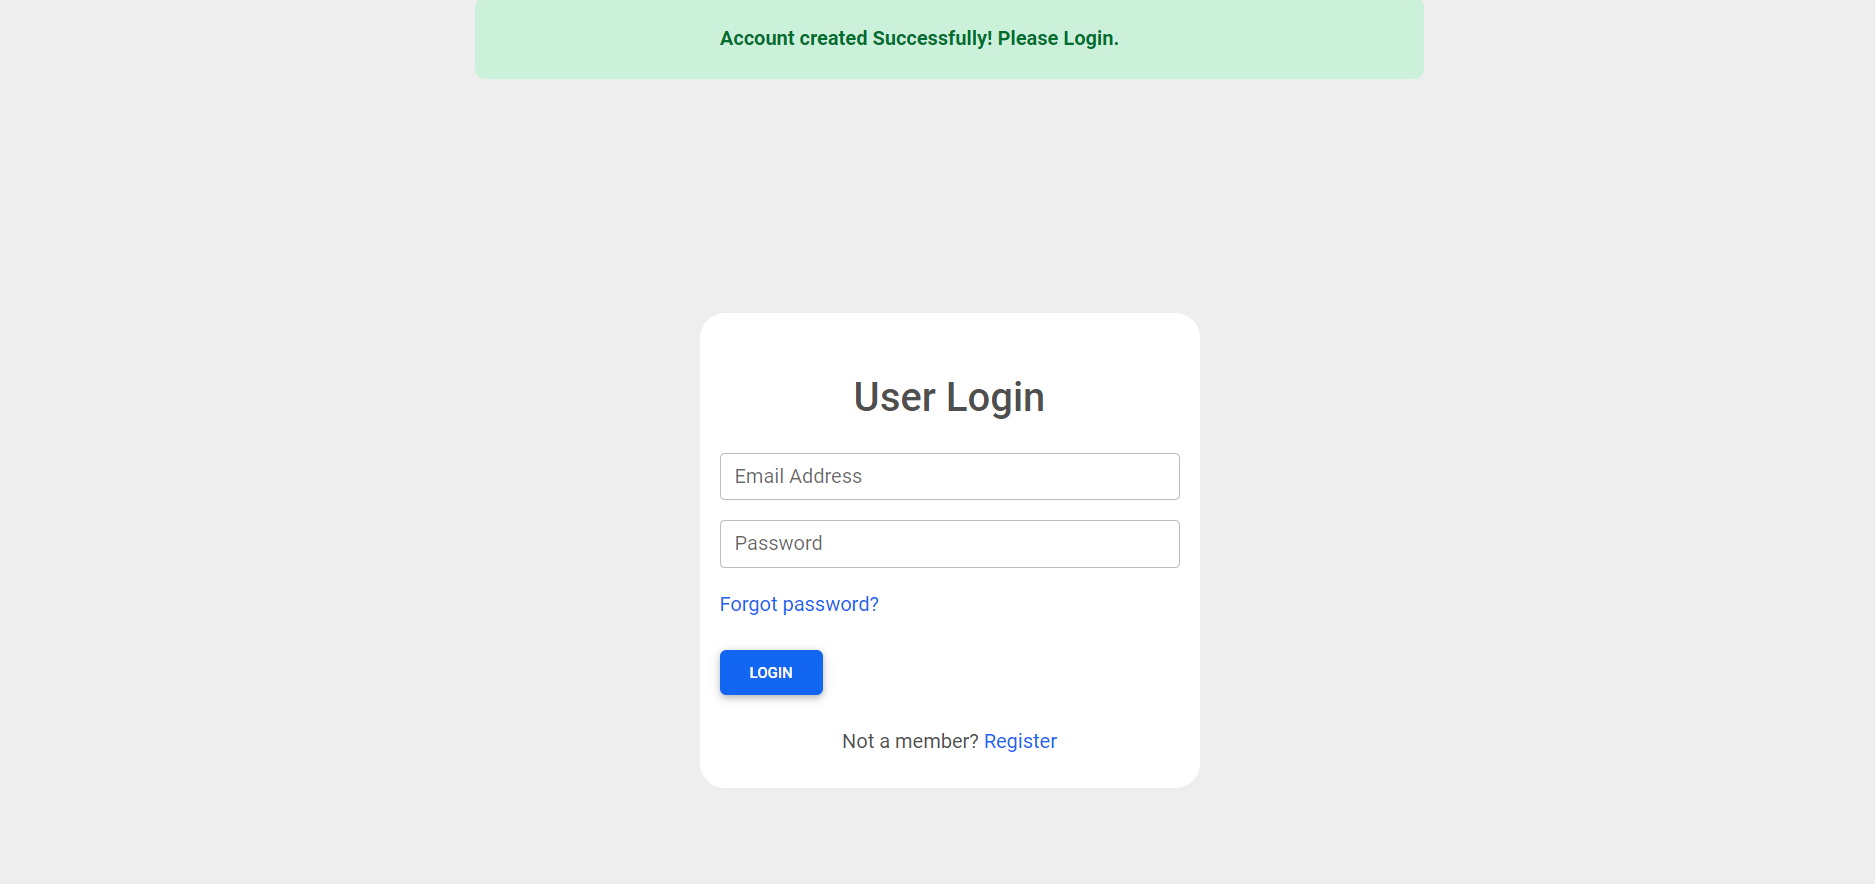 Account created Successfully! Please Login.
User Login
Email Address
Password
Forgot password?
LOGIN
Not a member? Register